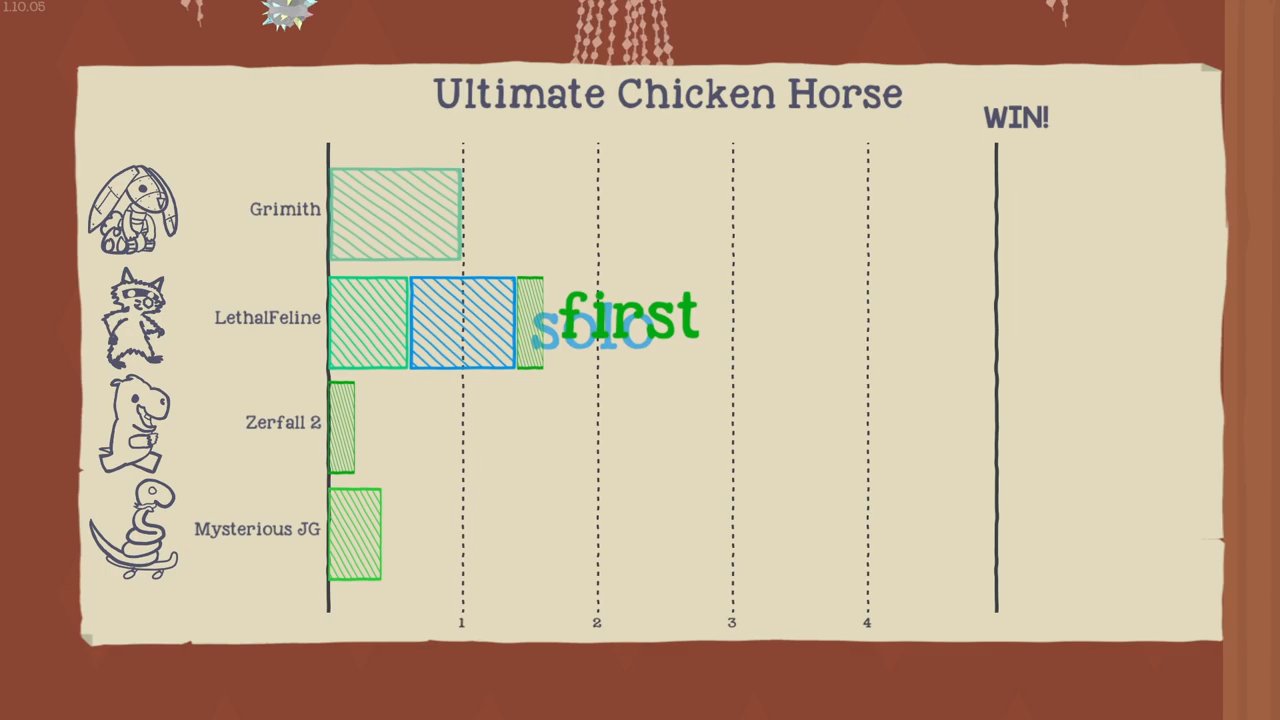 1.10.05
Ultimate Chicken Horse
WIN!
Grimith
LethalFeline
solo
first
Zerfall 2
Mysterious JG
1 2 3 4